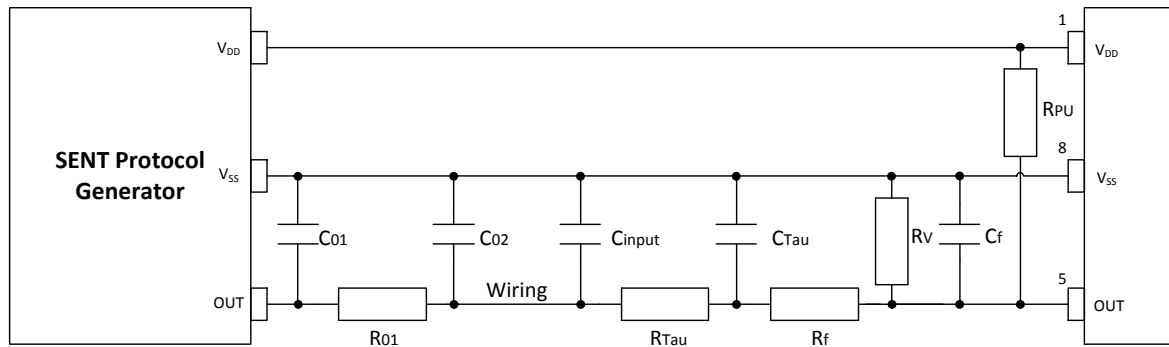 1
VDD
VDD
RPU
SENT Protocol
Generator
8
VSS
VSS
C01
C02
Cinput
CTau
RV
Cf
Wiring
5
OUT
OUT
R01
RTau
Rf